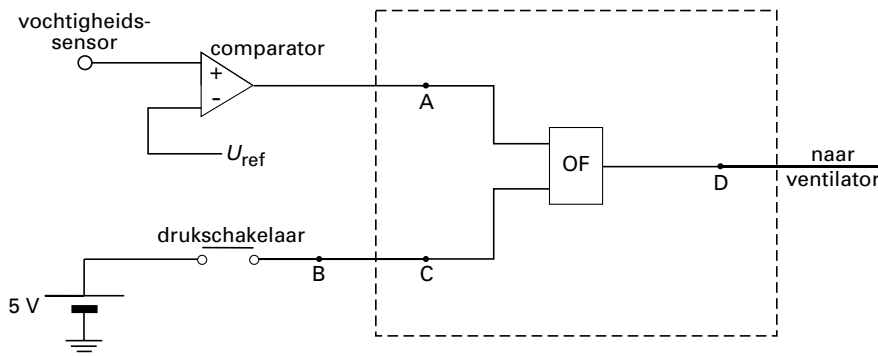 vochtigheids-
sensor
comparator
+
-
Uref
A
OF
D
naar
ventilator
drukschakelaar
B
C
5 V